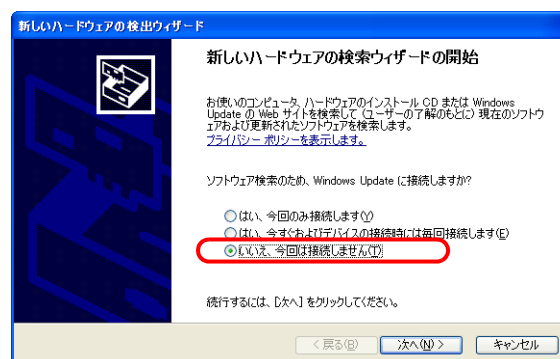 新しいハードウェアの検出ウィザード
新しいハードウェアの検索ウィザードの開始
お使いのコンピュータ、ハードウェアのインストール CD または Windows
Update の Web サイトを検索して (ユーザーの了解のもとに) 現在のソフトウ
ェアおよび更新されたソフトウェアを検索します。
プライバシー ポリシーを表示します。
ソフトウェア検索のため、Windows Update に接続しますか?
はい、今回のみ接続します(Y)
はい、今すぐおよびデバイスの接続時には毎回接続します(E)
いいえ、今回は接続しません(T)
続行するには、[次へ] をクリックしてください。
< 戻る(B)
次へ(N) >
キャンセル